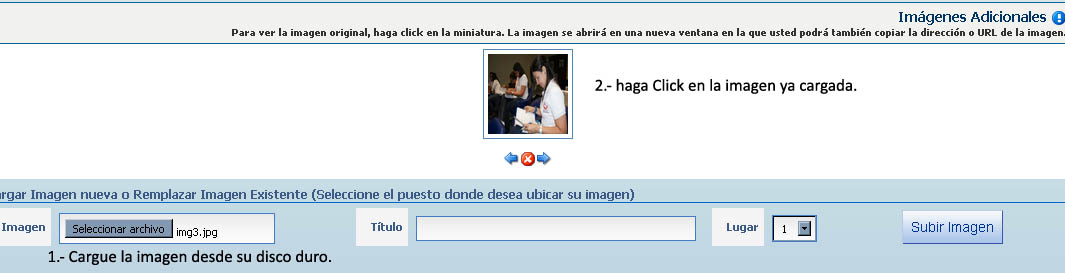 Imágenes Adicionales
Para ver la imagen original, haga click en la miniatura. La imagen se abrirá en una nueva ventana en la que usted podrá también copiar la dirección o URL de la imagen.
2.- haga Click en la imagen ya cargada.
rgar Imagen nueva o Remplazar Imagen Existente (Seleccione el puesto donde desea ubicar su imagen)
Imagen Seleccionar archivo img3.jpg Título Lugar 1 Subir Imagen
1.- Cargue la imagen desde su disco duro.